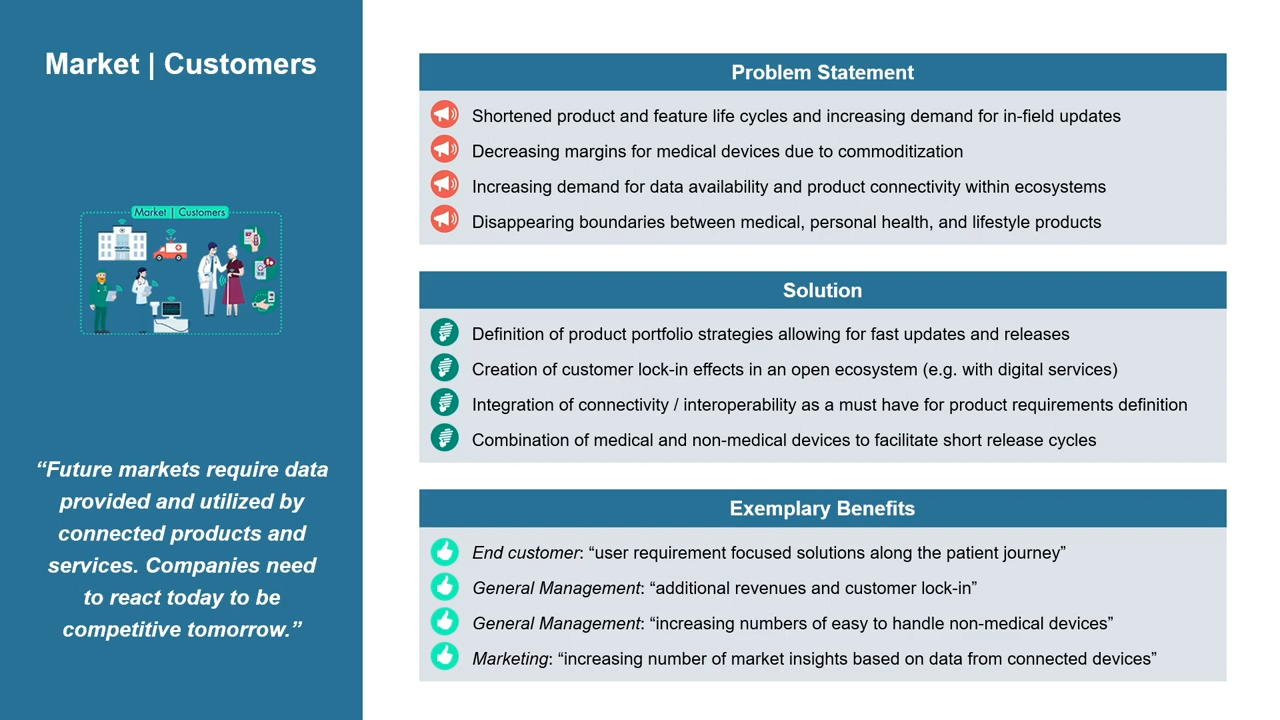 Market | Customers
Market | Customers
“Future markets require data
provided and utilized by
connected products and
services. Companies need
to react today to be
competitive tomorrow.”
Problem Statement
Shortened product and feature life cycles and increasing demand for in-field updates
Decreasing margins for medical devices due to commoditization
Increasing demand for data availability and product connectivity within ecosystems
Disappearing boundaries between medical, personal health, and lifestyle products
Solution
Definition of product portfolio strategies allowing for fast updates and releases
Creation of customer lock-in effects in an open ecosystem (e.g. with digital services)
Integration of connectivity / interoperability as a must have for product requirements definition
Combination of medical and non-medical devices to facilitate short release cycles
Exemplary Benefits
End customer: “user requirement focused solutions along the patient journey”
General Management: “additional revenues and customer lock-in”
General Management: “increasing numbers of easy to handle non-medical devices”
Marketing: “increasing number of market insights based on data from connected devices”